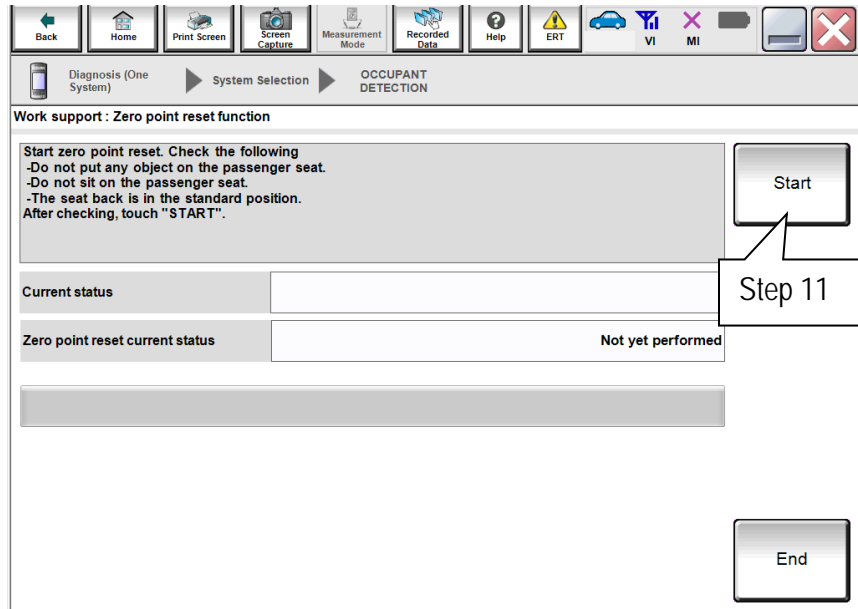 Back
Home
Print Screen
Screen
Capture
Measurement
Mode
Recorded
Data
Help
ERT
VI
MI
Diagnosis (One
System)
System Selection
OCCUPANT
DETECTION
Work support : Zero point reset function
Start zero point reset. Check the following
-Do not put any object on the passenger seat.
-Do not sit on the passenger seat.
-The seat back is in the standard position.
After checking, touch "START".
Start
Step 11
Current status
Zero point reset current status
Not yet performed
End